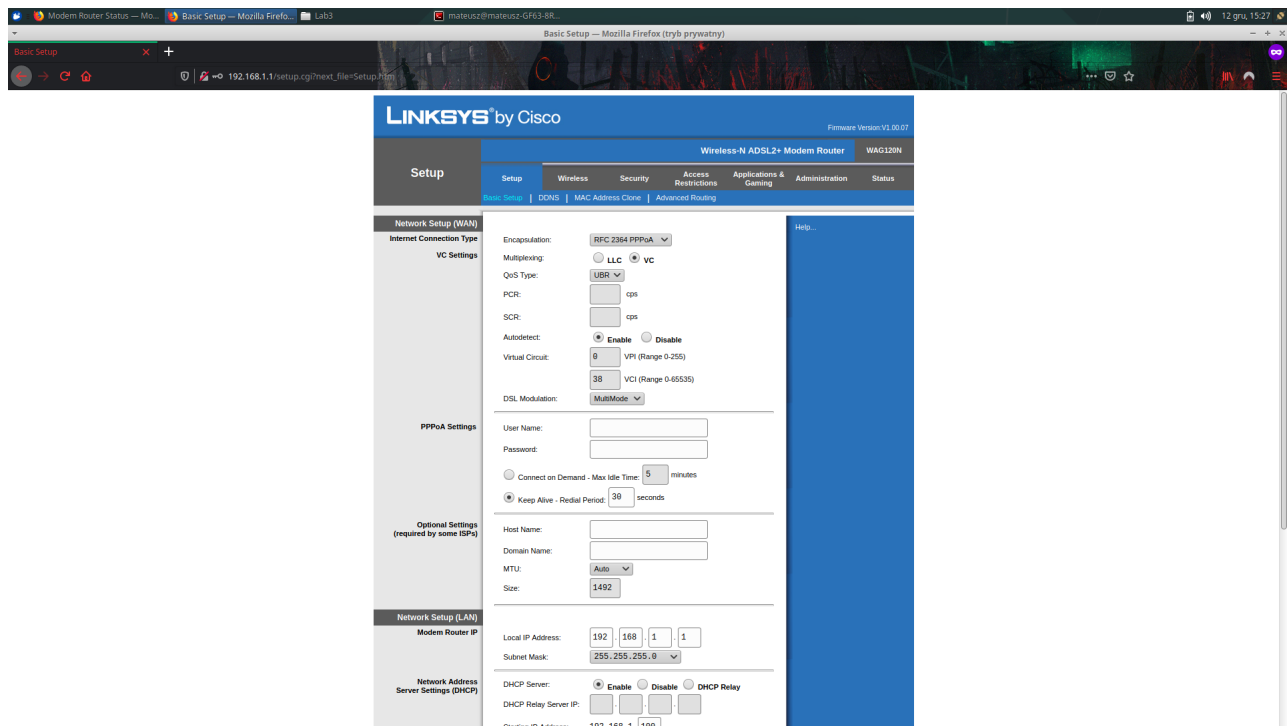 Modem Router Status — Mo...
Basic Setup — Mozilla Firefo...
Lab3
mateusz@mateusz-GF63-8R...
12 gru, 15:27
Basic Setup — Mozilla Firefox (tryb prywatny)
Basic Setup
192.168.1.1/setup.cgi?next_file=Setup.htm
LINKSYS® by Cisco
Firmware Version:V1.00.07
Wireless-N ADSL2+ Modem Router WAG120N
Setup
Setup Wireless Security Access Restrictions Applications & Gaming Administration Status
Basic Setup | DDNS | MAC Address Clone | Advanced Routing
Network Setup (WAN)
Help...
Internet Connection Type
Encapsulation: RFC 2364 PPPoA
VC Settings
Multiplexing: LLC VC
QoS Type: UBR
PCR: cps
SCR: cps
Autodetect: Enable Disable
Virtual Circuit: 0 VPI (Range 0-255)
38 VCI (Range 0-65535)
DSL Modulation: MultiMode
PPPoA Settings
User Name:
Password:
Connect on Demand - Max Idle Time: 5 minutes
Keep Alive - Redial Period: 30 seconds
Optional Settings
(required by some ISPs)
Host Name:
Domain Name:
MTU: Auto
Size: 1492
Network Setup (LAN)
Modem Router IP
Local IP Address: 192 . 168 . 1 . 1
Subnet Mask: 255.255.255.0
Network Address
Server Settings (DHCP)
DHCP Server: Enable Disable DHCP Relay
DHCP Relay Server IP: . . .
Starting IP Address: 192.168.1. 100